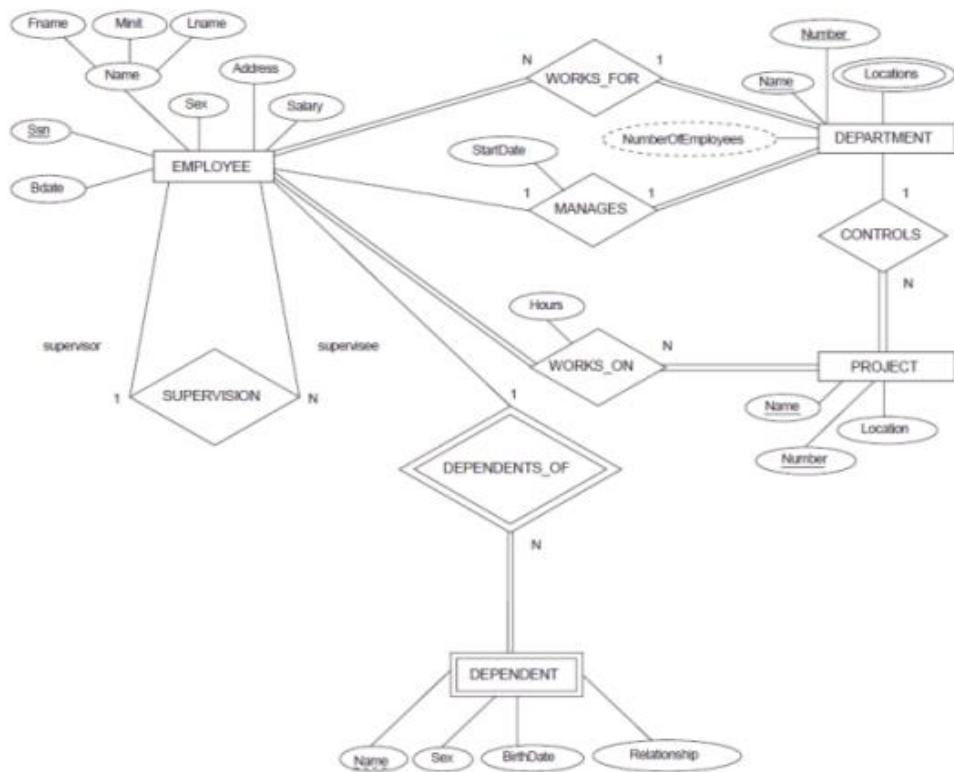 Fname
Minit
Lname
Name
Address
Sex
Salary
Ssn
Bdate
EMPLOYEE
N
WORKS_FOR
1
Number
Name
Locations
NumberOfEmployees
DEPARTMENT
StartDate
1
MANAGES
1
1
CONTROLS
N
supervisor
supervisee
1
SUPERVISION
N
Hours
WORKS_ON
N
PROJECT
Name
Number
Location
1
DEPENDENTS_OF
N
DEPENDENT
Name
Sex
BirthDate
Relationship